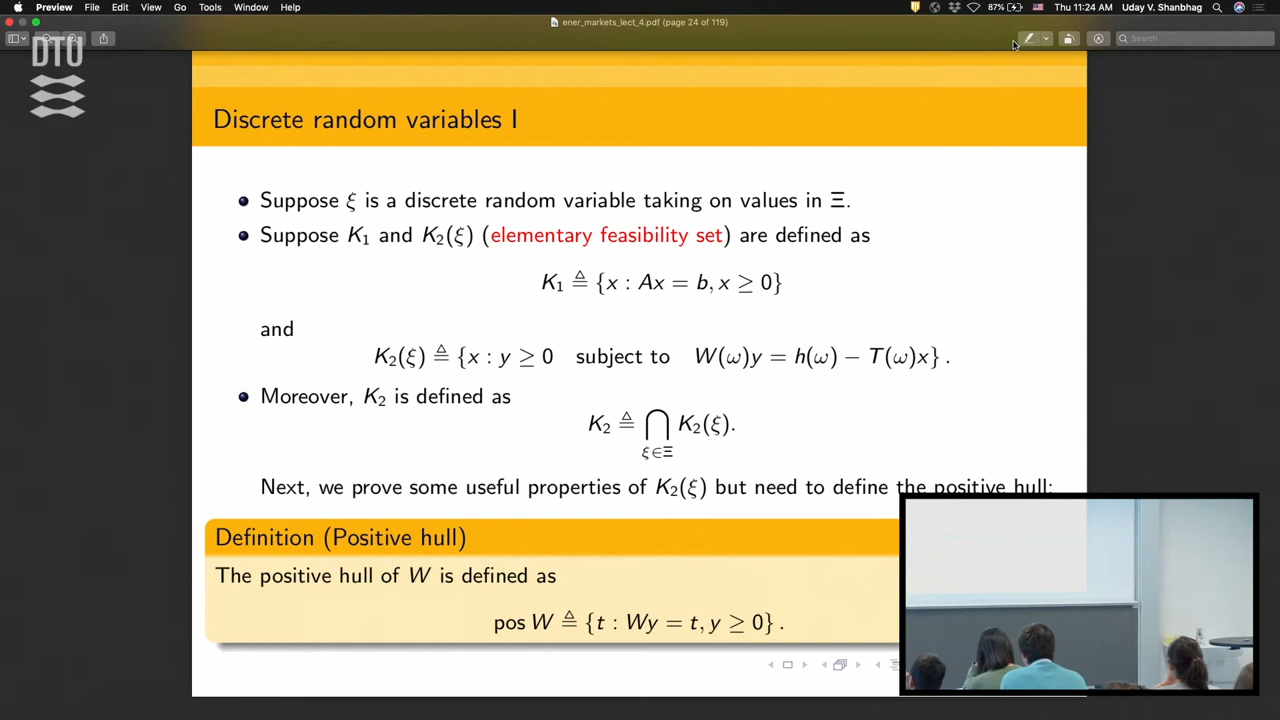 Preview File Edit View Go Tools Window Help 87% Thu 11:24 AM Uday V. Shanbhag
ener_markets_lect_4.pdf (page 24 of 119)
Search
DTU
Discrete random variables I
Suppose ξ is a discrete random variable taking on values in Ξ.
Suppose K₁ and K₂(ξ) (elementary feasibility set) are defined as
K₁ ≜ {x : Ax = b, x ≥ 0}
and
K₂(ξ) ≜ {x : y ≥ 0 subject to W(ω)y = h(ω) − T(ω)x} .
Moreover, K₂ is defined as
K₂ ≜ ⋂ K₂(ξ).
ξ∈Ξ
Next, we prove some useful properties of K₂(ξ) but need to define the positive hull:
Definition (Positive hull)
The positive hull of W is defined as
pos W ≜ {t : Wy = t, y ≥ 0} .